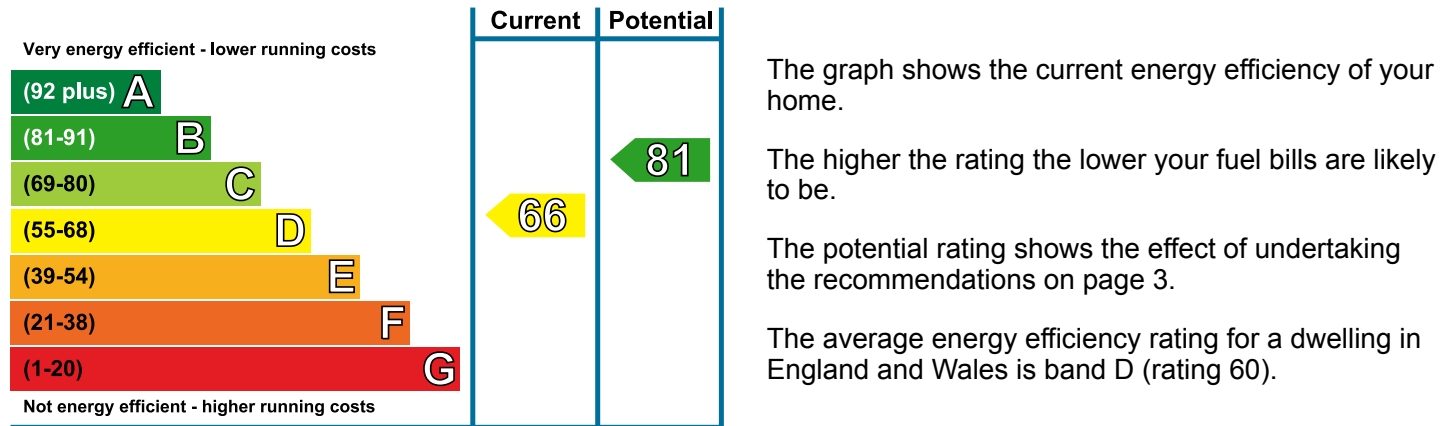 Current Potential
Very energy efficient - lower running costs
(92 plus) A
(81-91) B
(69-80) C
(55-68) D
(39-54) E
(21-38) F
(1-20) G
Not energy efficient - higher running costs
66
81
The graph shows the current energy efficiency of your
home.
The higher the rating the lower your fuel bills are likely
to be.
The potential rating shows the effect of undertaking
the recommendations on page 3.
The average energy efficiency rating for a dwelling in
England and Wales is band D (rating 60).